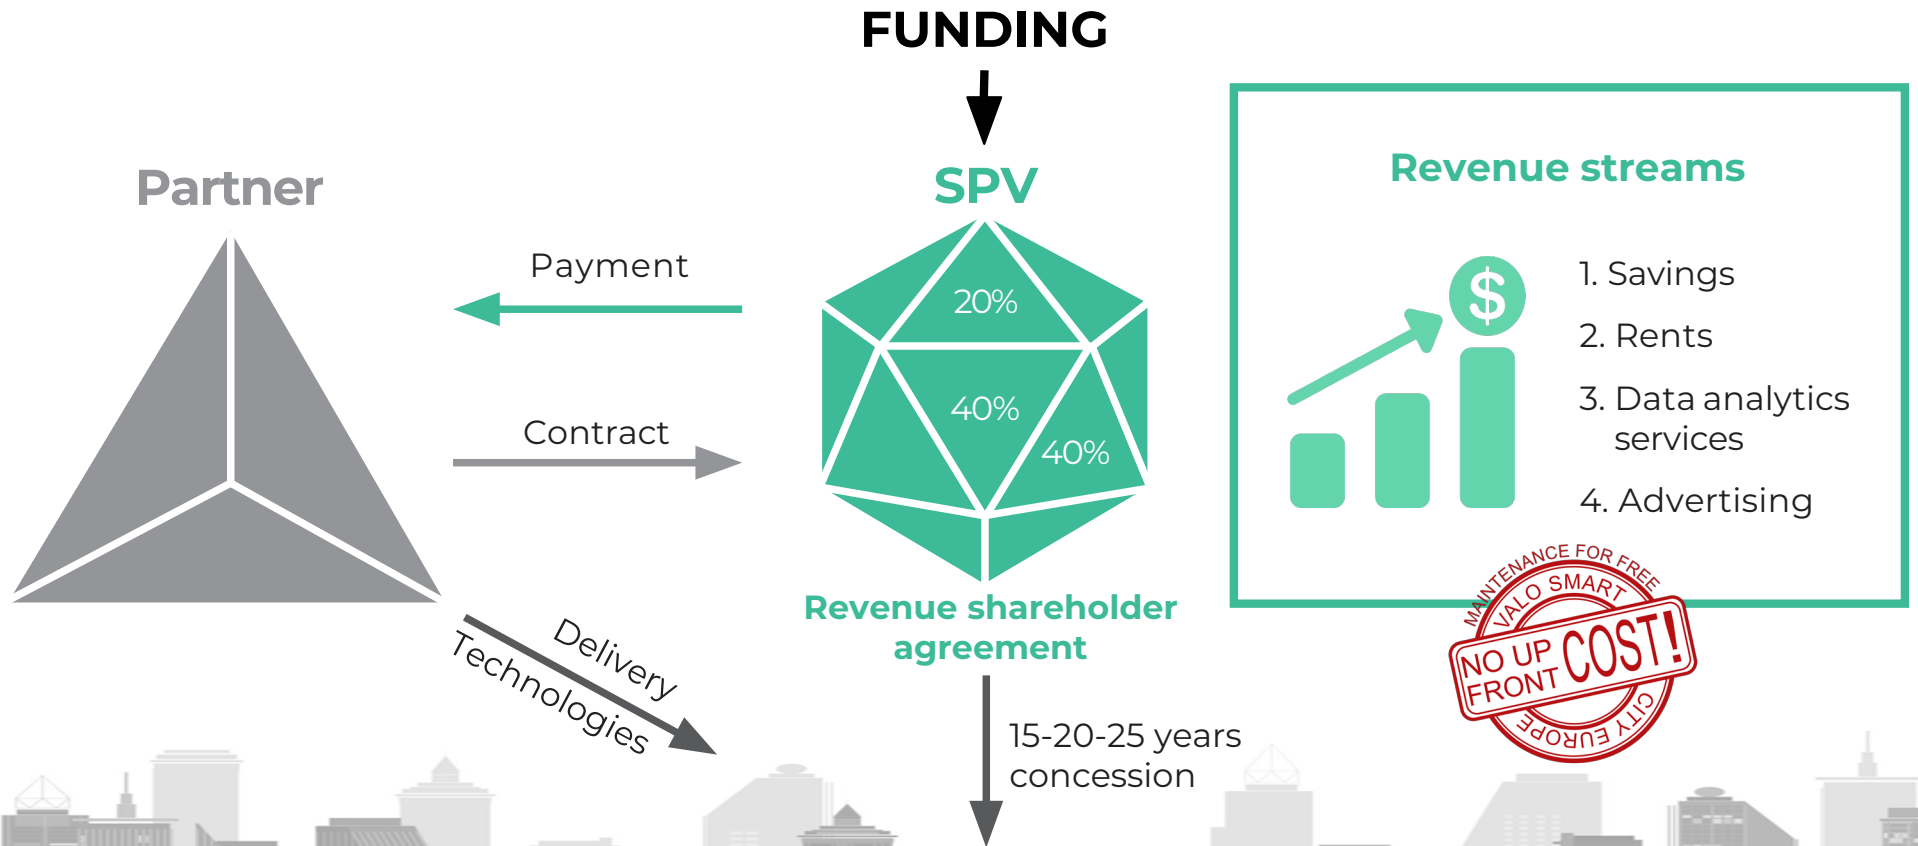 FUNDING
Partner
SPV
Payment
Contract
20%
40%
40%
Revenue shareholder
agreement
Delivery
Technologies
15-20-25 years
concession
Revenue streams
1. Savings
2. Rents
3. Data analytics
services
4. Advertising
MAINTENANCE FOR FREE
VALO SMART
NO UP
FRONT
COST!
CITY EUROPE